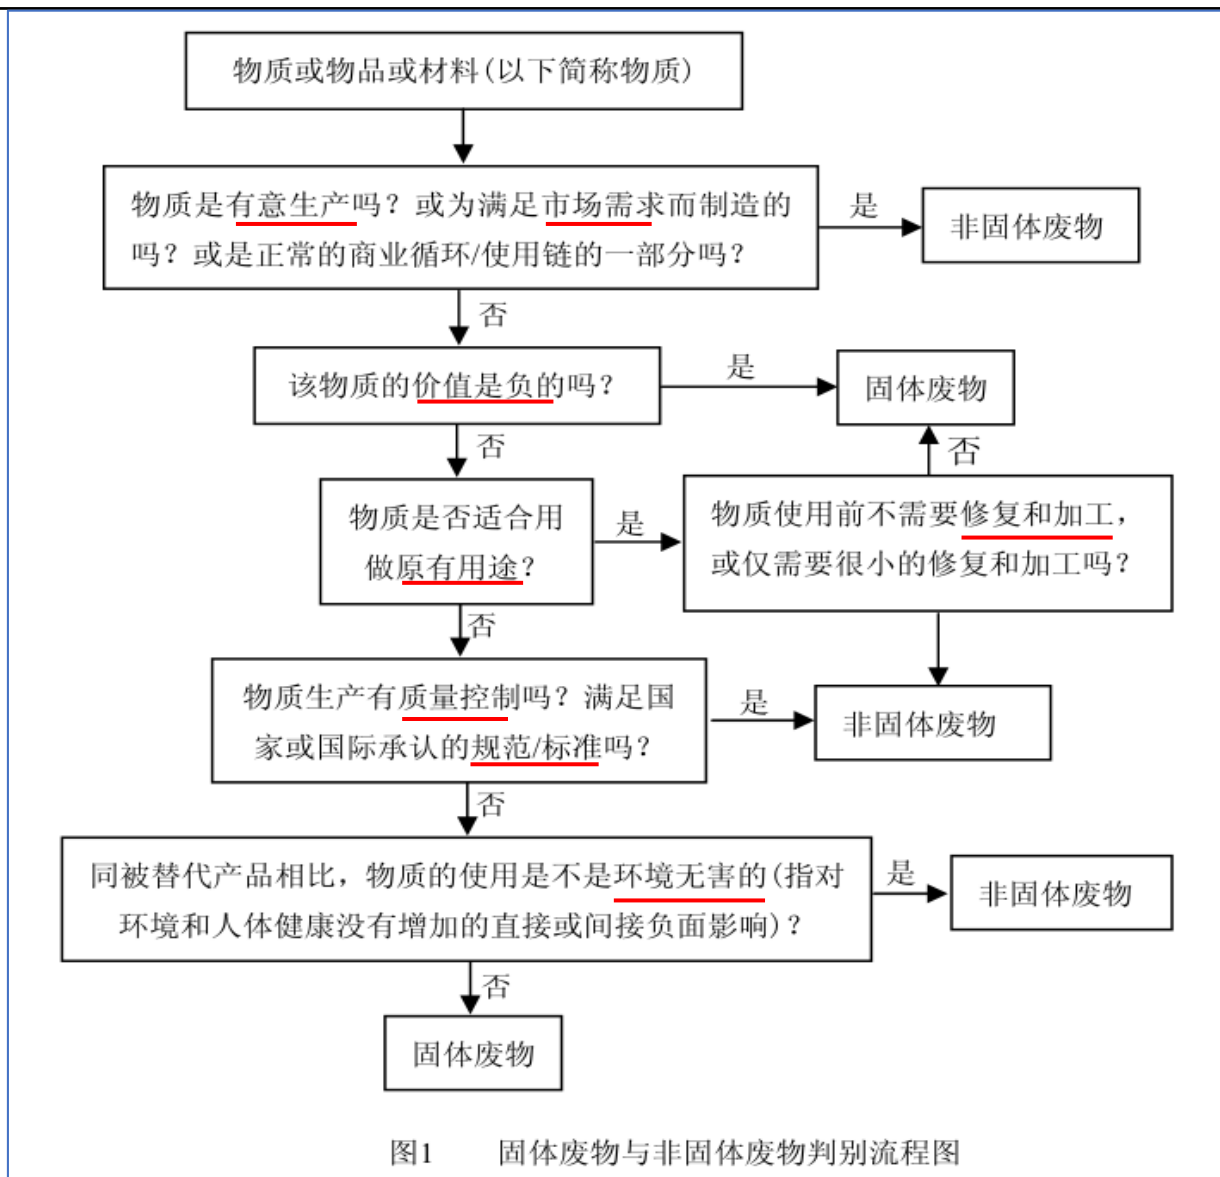 物质或物品或材料(以下简称物质)
物质是有意生产吗？或为满足市场需求而制造的
吗？或是正常的商业循环/使用链的一部分吗？
是
非固体废物
否
该物质的价值是负的吗？
是
固体废物
否
否
物质是否适合用
做原有用途？
是
物质使用前不需要修复和加工，
或仅需要很小的修复和加工吗？
否
物质生产有质量控制吗？满足国
家或国际承认的规范/标准吗？
是
非固体废物
否
同被替代产品相比，物质的使用是不是环境无害的(指对
环境和人体健康没有增加的直接或间接负面影响)？
是
非固体废物
否
固体废物
图1 固体废物与非固体废物判别流程图